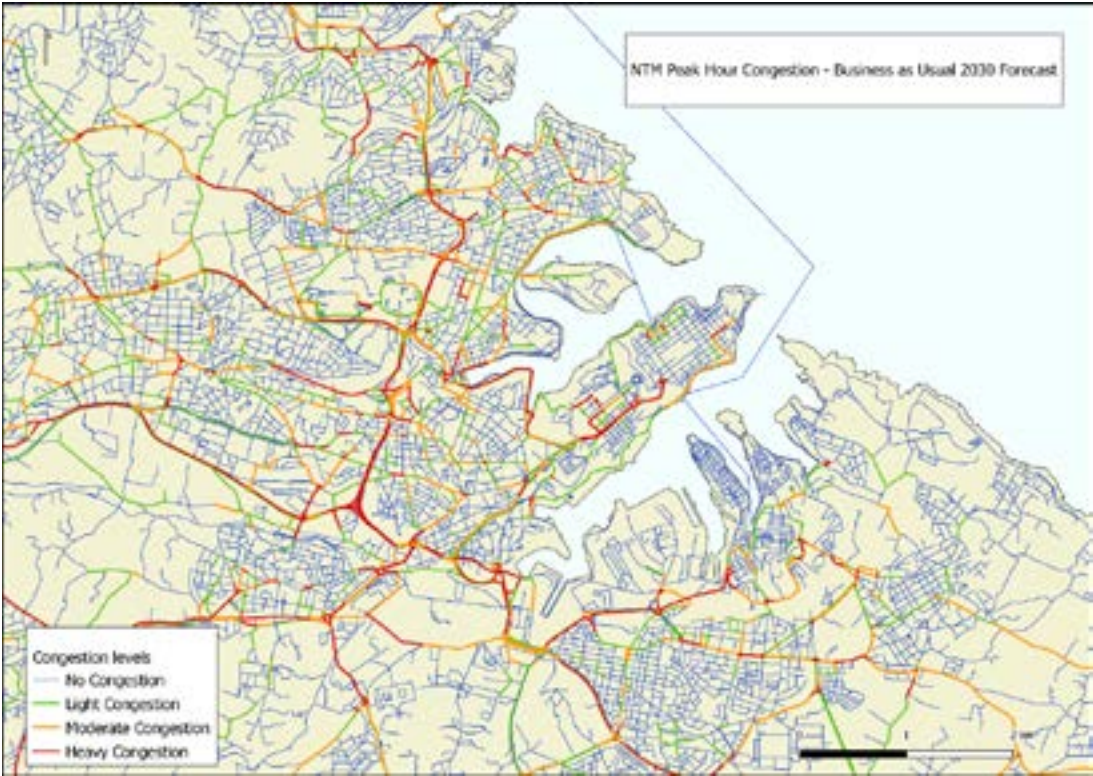 NTM Peak Hour Congestion - Business as Usual 2030 Forecast
Congestion levels
No Congestion
Light Congestion
Moderate Congestion
Heavy Congestion